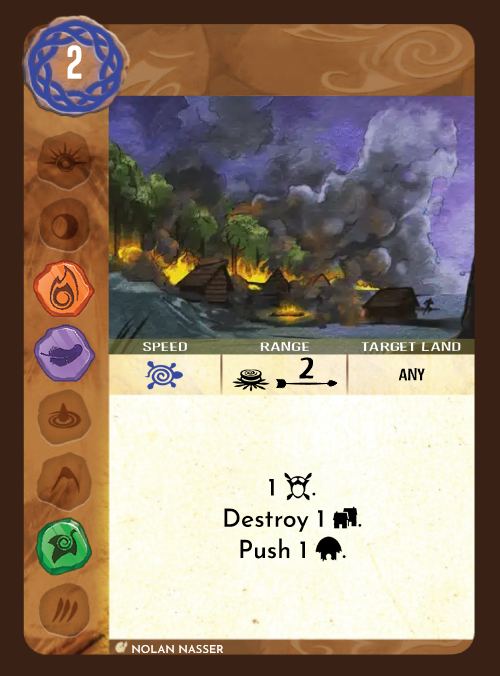 2
SPEED RANGE TARGET LAND
2 ANY
1 .
Destroy 1 .
Push 1 .
NOLAN NASSER